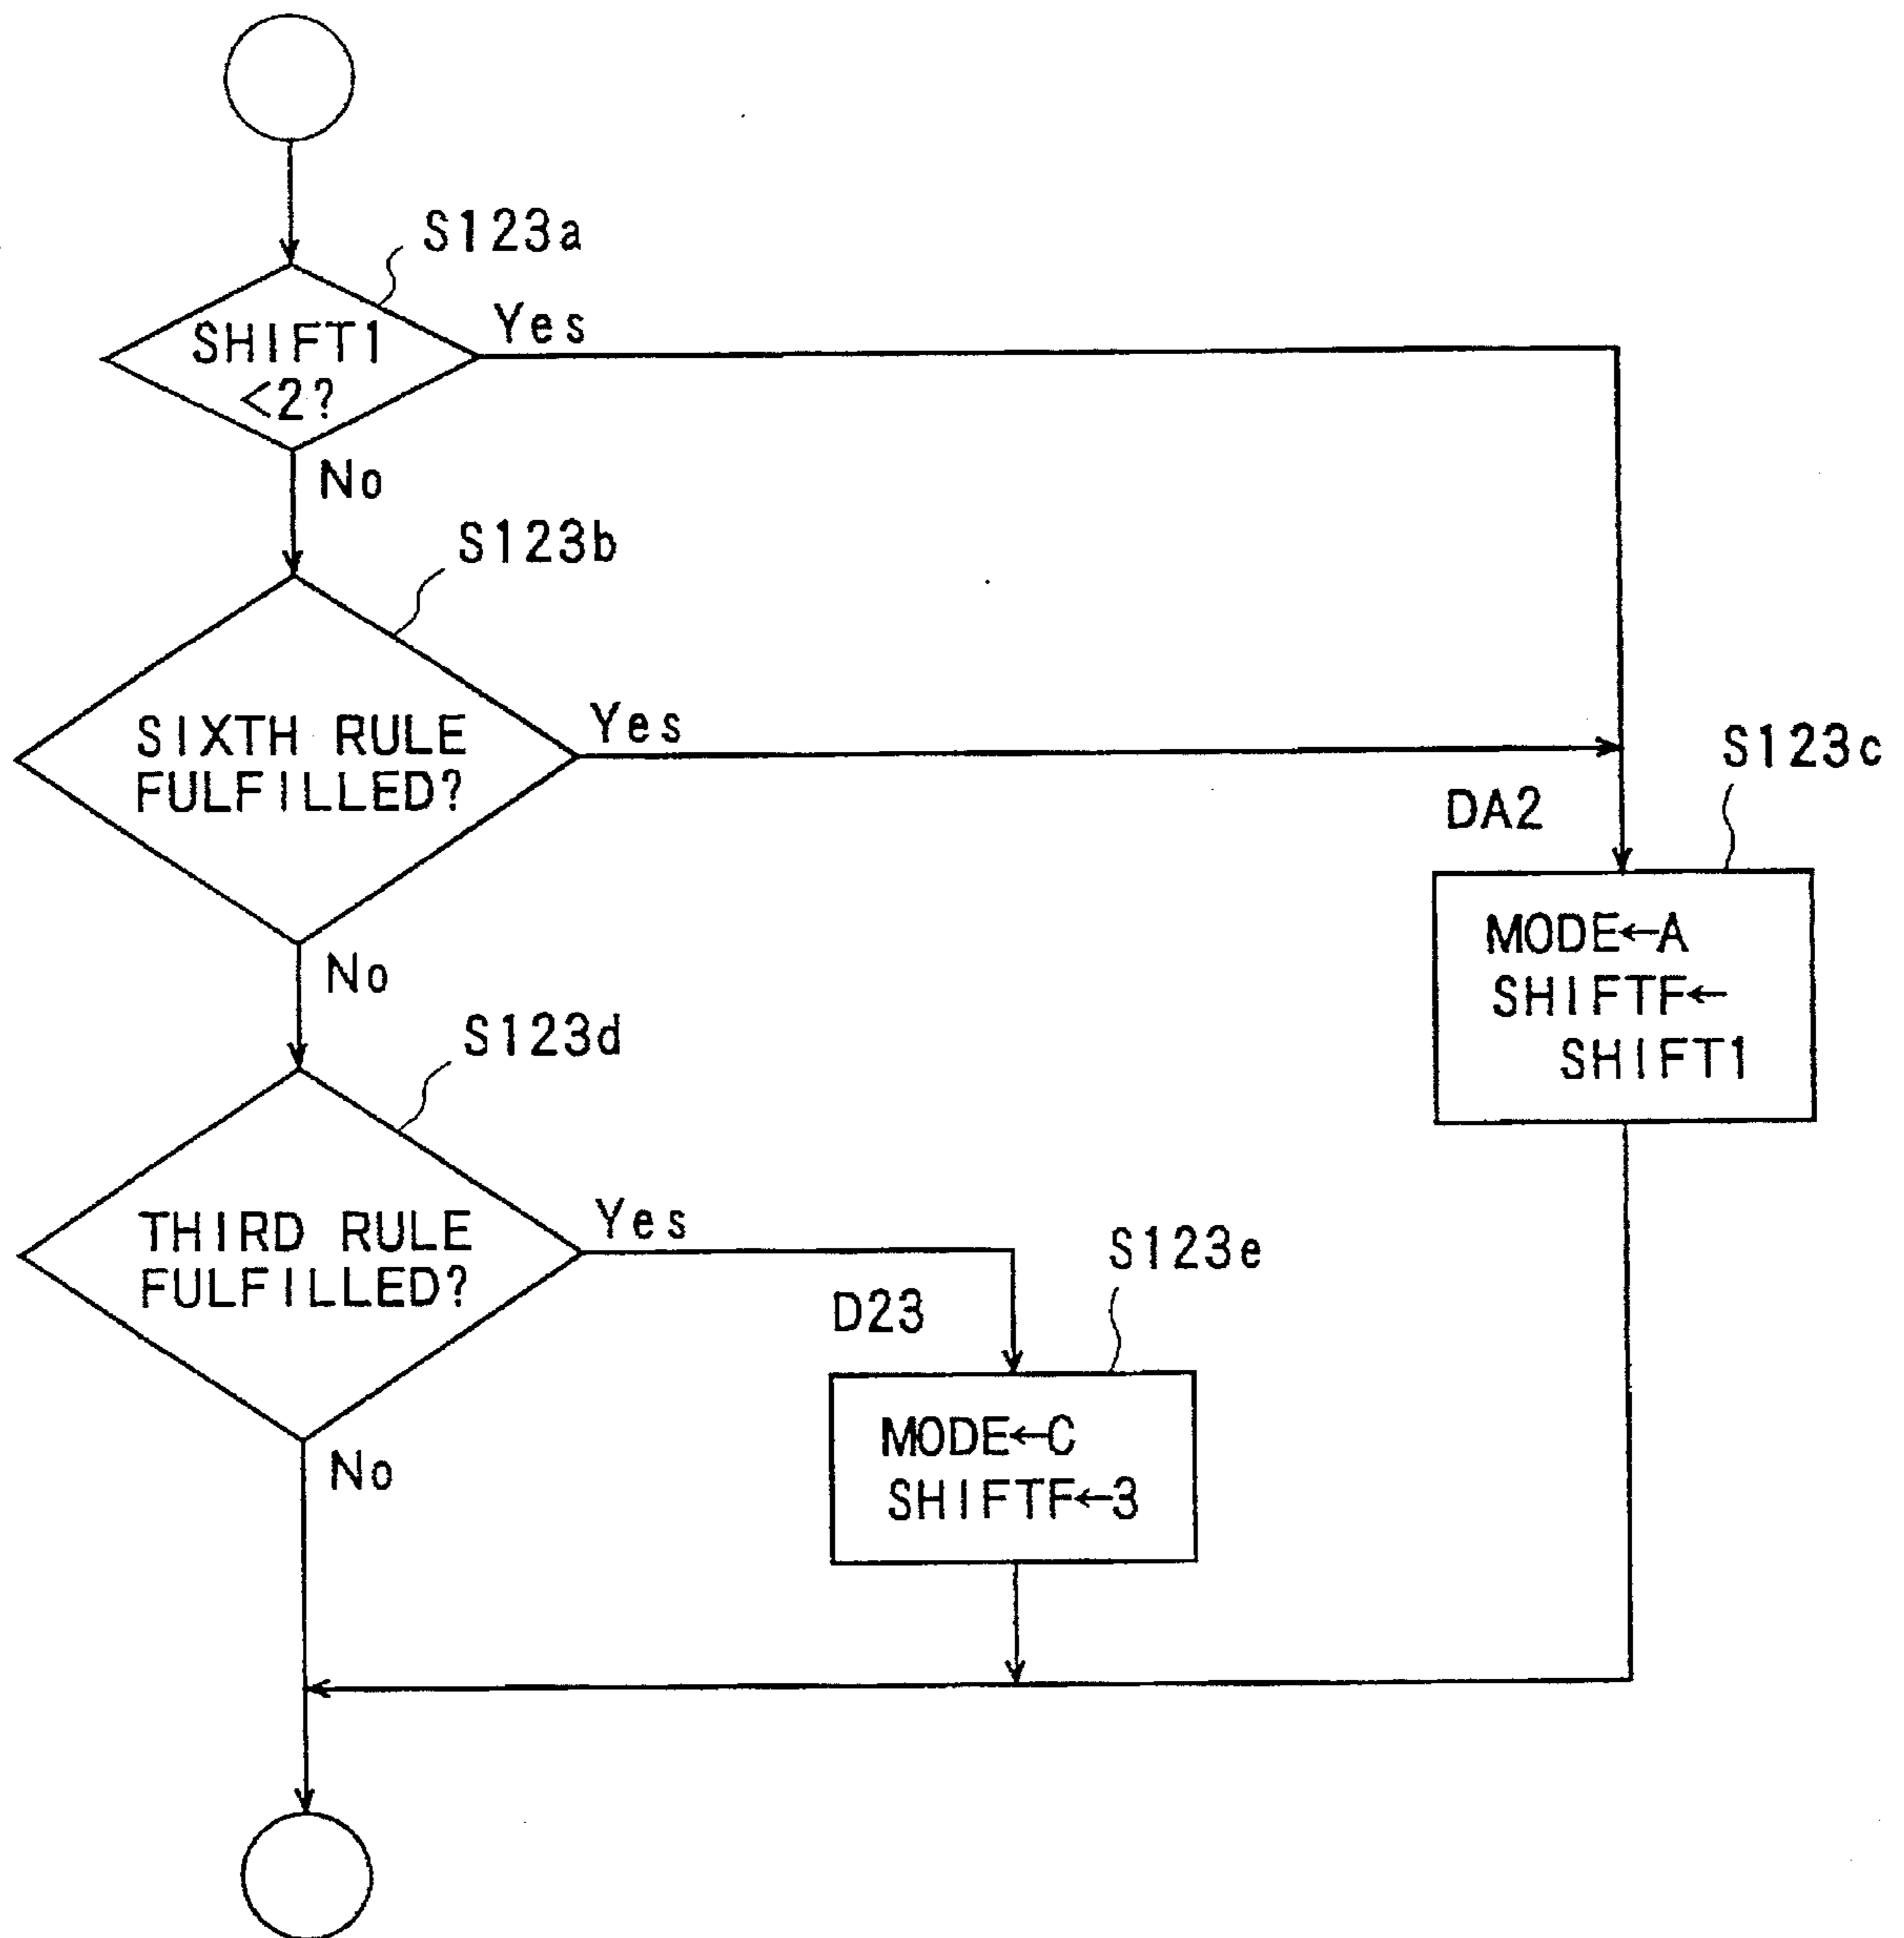 S123a
SHIFT1
<2?
Yes
No
S123b
SIXTH RULE
FULFILLED?
Yes
No
DA2
S123c
MODE←A
SHIFTF←
SHIFT1
S123d
THIRD RULE
FULFILLED?
Yes
No
D23
S123e
MODE←C
SHIFTF←3